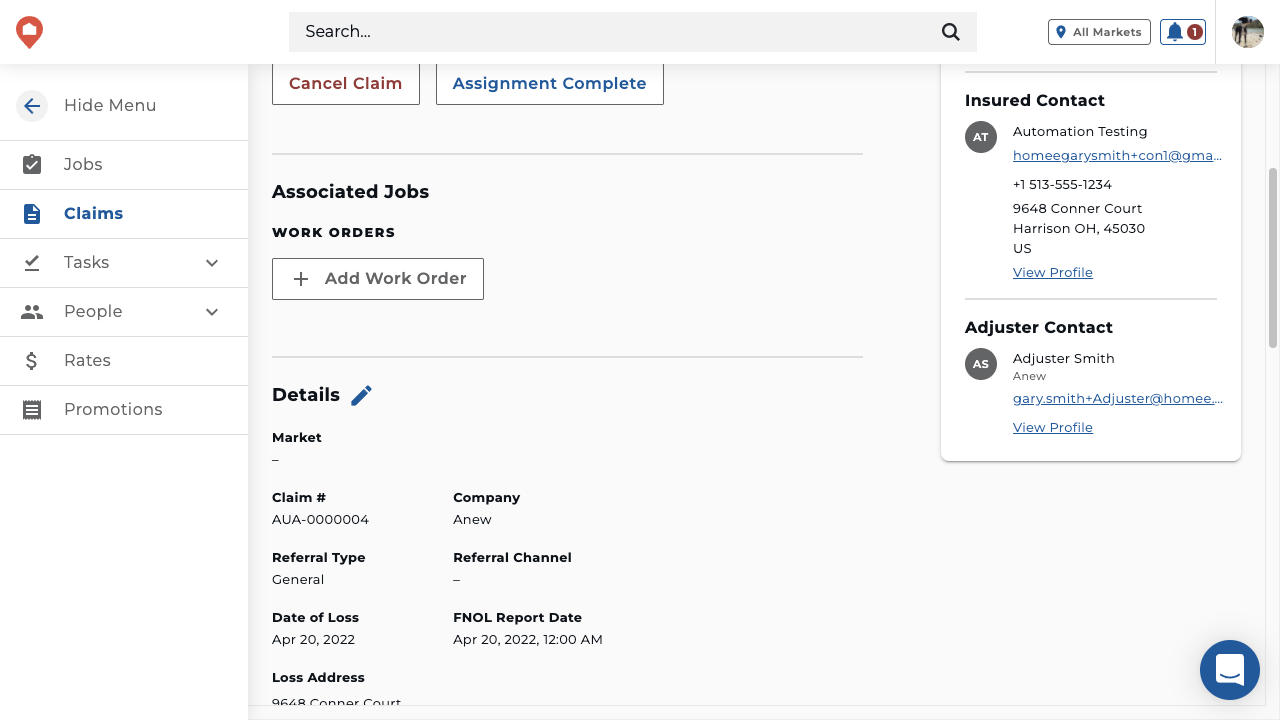 Search...
All Markets
1
Hide Menu
Jobs
Claims
Tasks
People
Rates
Promotions
Cancel Claim
Assignment Complete
Associated Jobs
WORK ORDERS
Add Work Order
Details
Market
–
Claim #
AUA-0000004
Company
Anew
Referral Type
General
Referral Channel
–
Date of Loss
Apr 20, 2022
FNOL Report Date
Apr 20, 2022, 12:00 AM
Loss Address
9648 Conner Court
Insured Contact
AT
Automation Testing
homeegarysmith+con1@gma...
+1 513-555-1234
9648 Conner Court
Harrison OH, 45030
US
View Profile
Adjuster Contact
AS
Adjuster Smith
Anew
gary.smith+Adjuster@homee....
View Profile